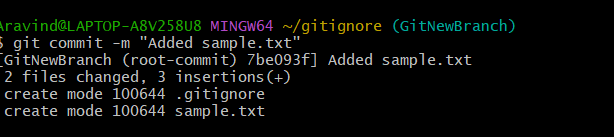 Aravind@LAPTOP-A8V258U8 MINGW64 ~/gitignore (GitNewBranch)
$ git commit -m "Added sample.txt"
[GitNewBranch (root-commit) 7be093f] Added sample.txt
2 files changed, 3 insertions(+)
create mode 100644 .gitignore
create mode 100644 sample.txt